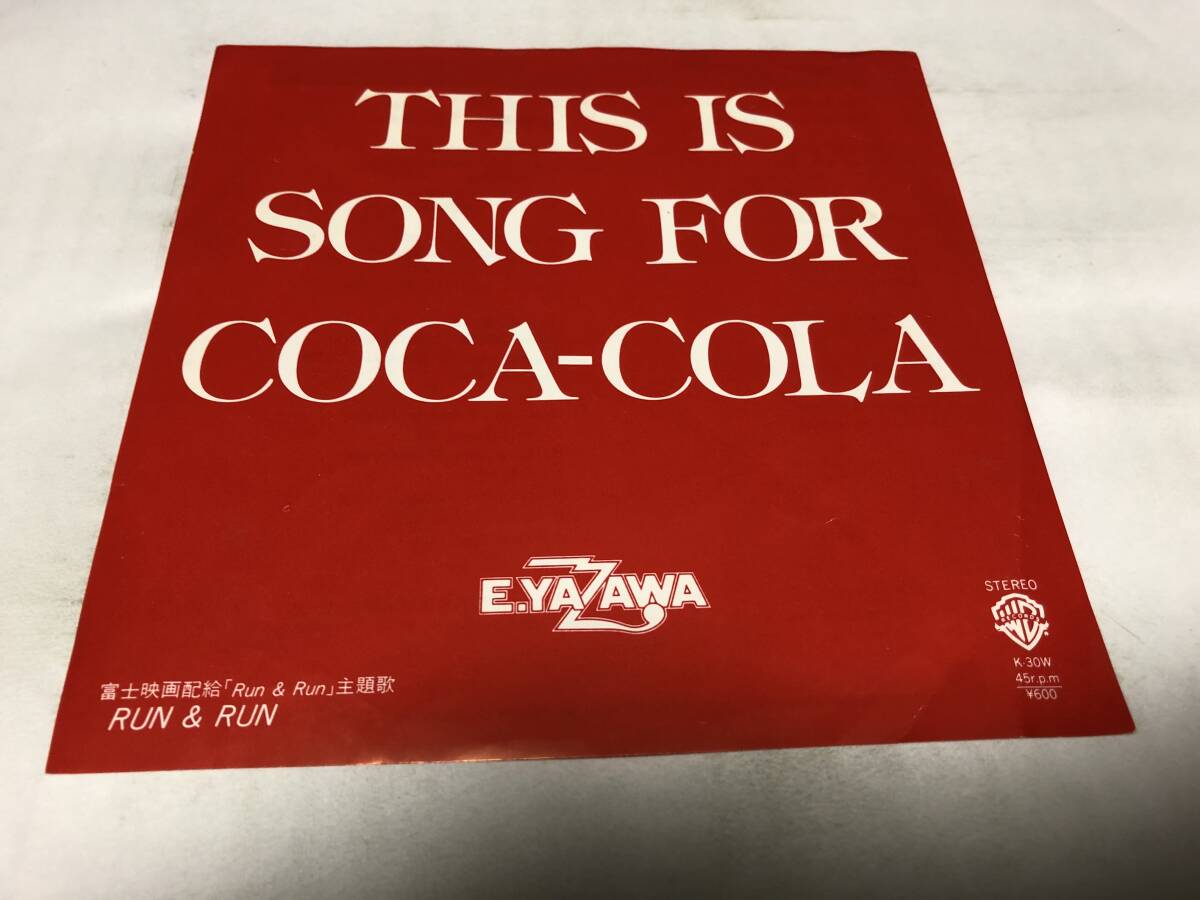 THIS IS
SONG FOR
COCA-COLA
E.YAZAWA
STEREO
RECORDS
K-30W
45r.p.m
¥600
富士映画配給「Run & Run」主題歌
RUN & RUN